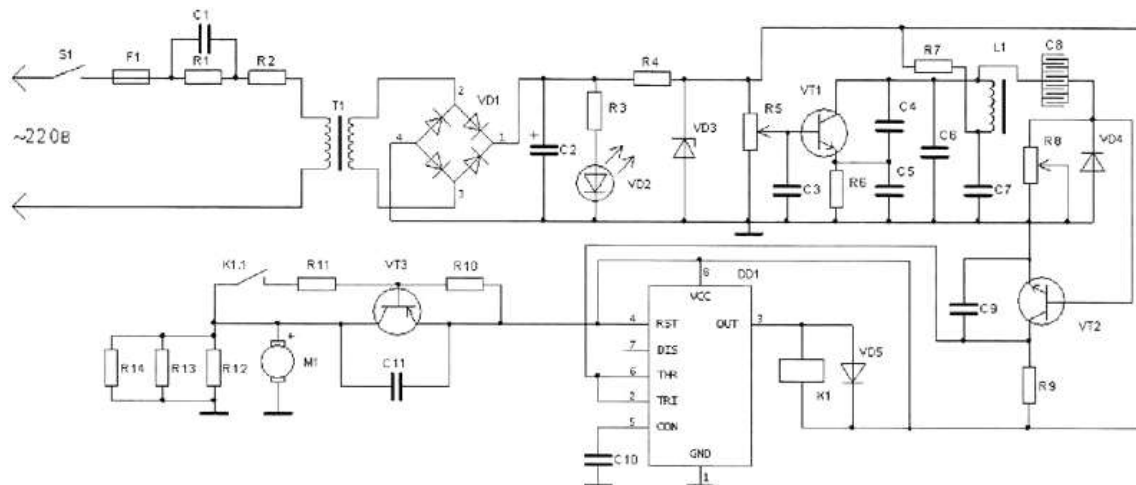 C1
S1 F1 R1 R2
~220В
T1
2
VD1
4 1
3
C2
R3
VD2
R4
VD3
R5
C3
VT1
R6
C4
C5
C6
R7
L1
C7
C8
R8
VD4
K1.1 R11 VT3 R10
C11
R14 R13 R12
M1
+
8
DD1
VCC
4 RST OUT 3
7 DIS
6 THR
2 TRI
5 CON
GND
1
C10
K1
VD5
C9
VT2
R9